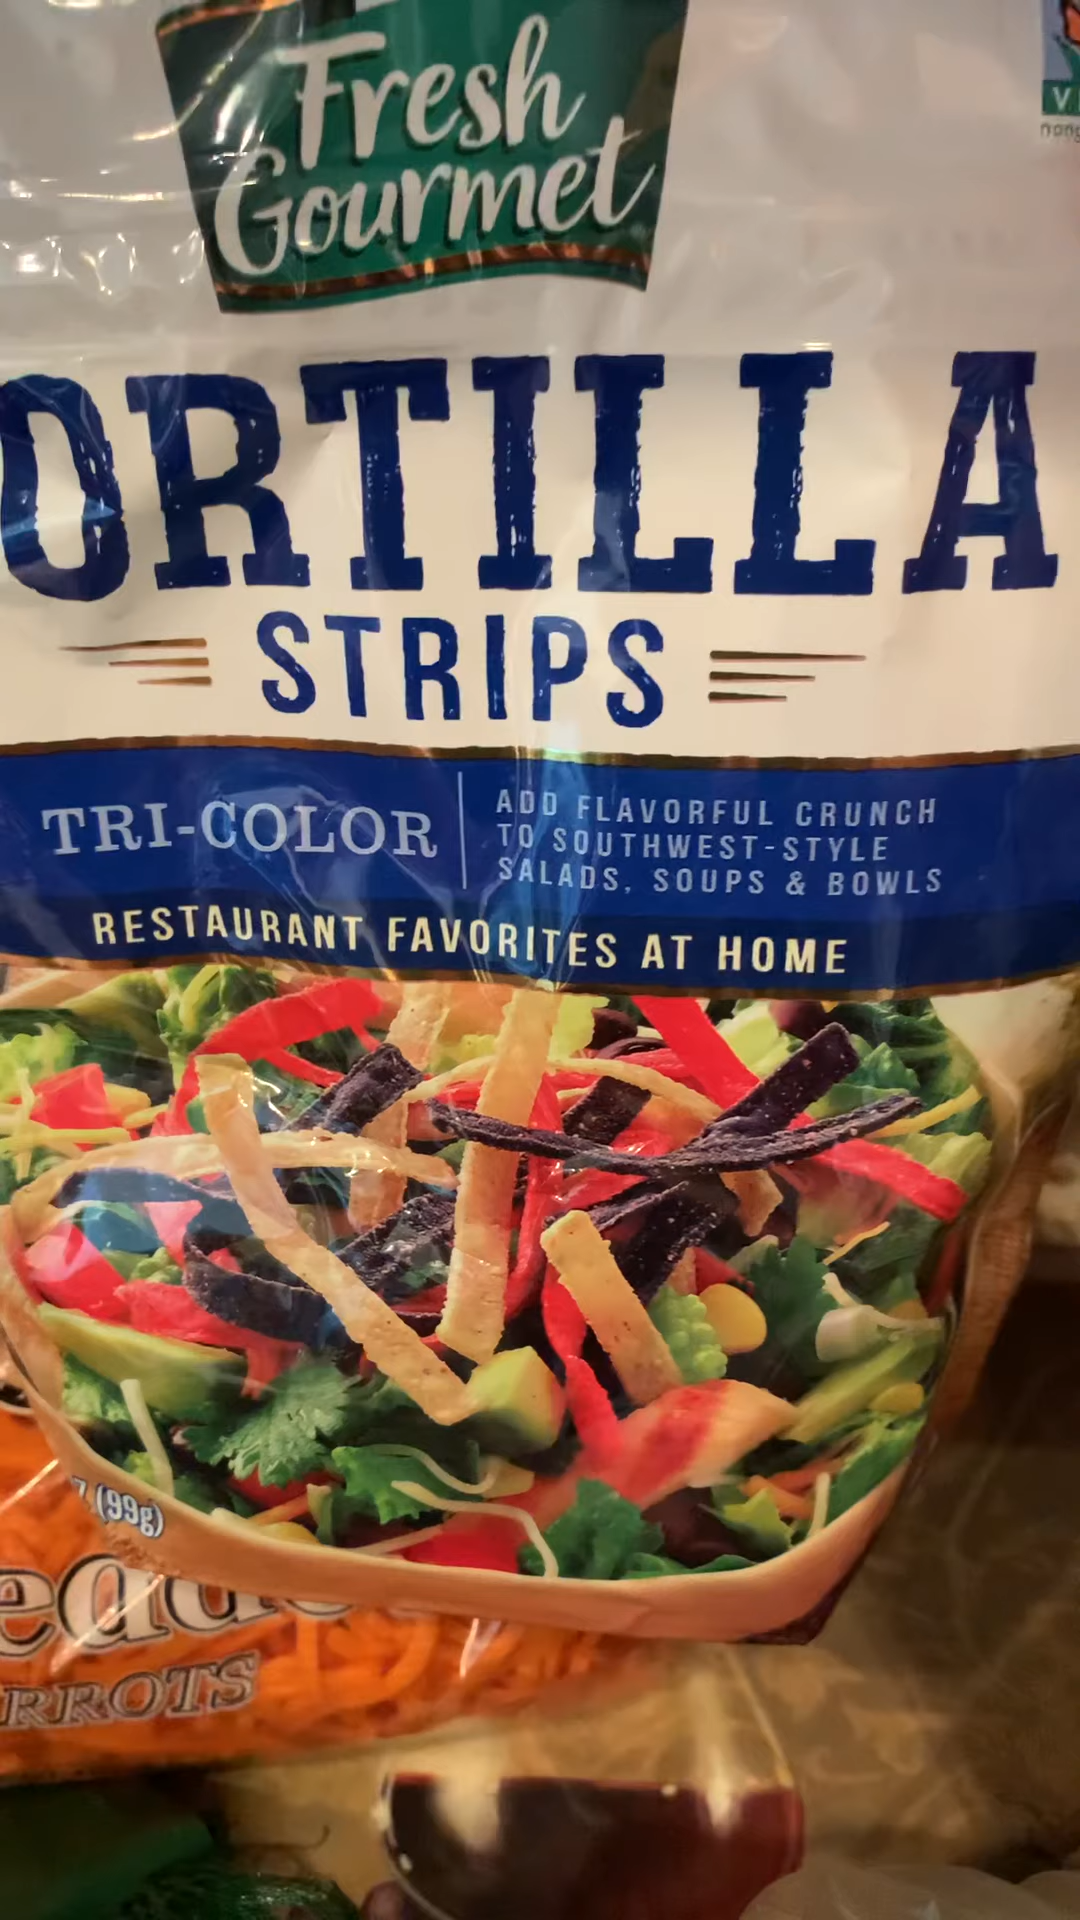 Fresh
Gourmet
ORTILLA
STRIPS
TRI-COLOR
ADD FLAVORFUL CRUNCH
TO SOUTHWEST-STYLE
SALADS, SOUPS & BOWLS
RESTAURANT FAVORITES AT HOME
(99g)
RROTS